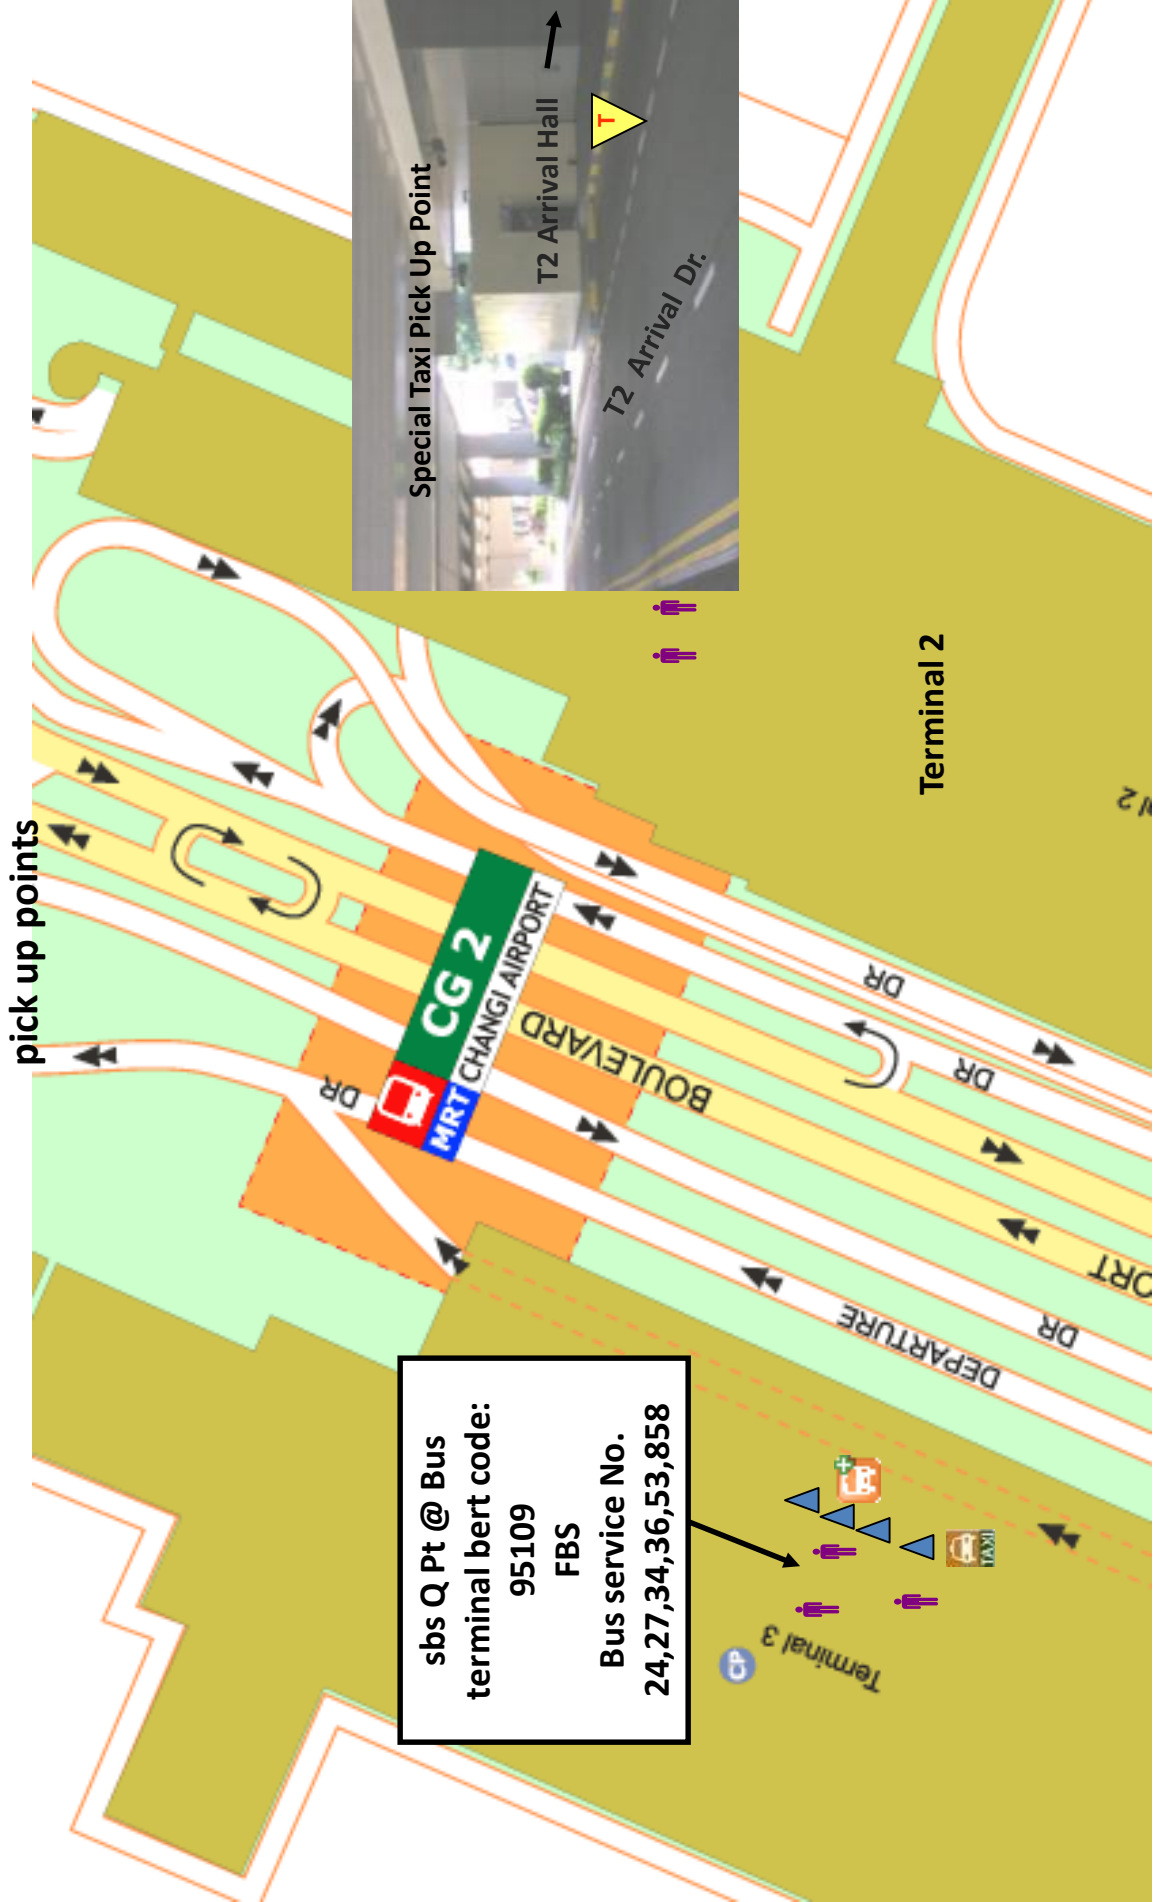 pick up points
Special Taxi Pick Up Point
T2 Arrival Hall
T
T2 Arrival Dr.
Terminal 2
CG 2
MRT CHANGI AIRPORT
DR
BOULEVARD
DR
DR
DEPARTURE
DR
sbs Q Pt @ Bus
terminal bert code:
95109
FBS
Bus service No.
24,27,34,36,53,858
TAXI
CP
Terminal 3